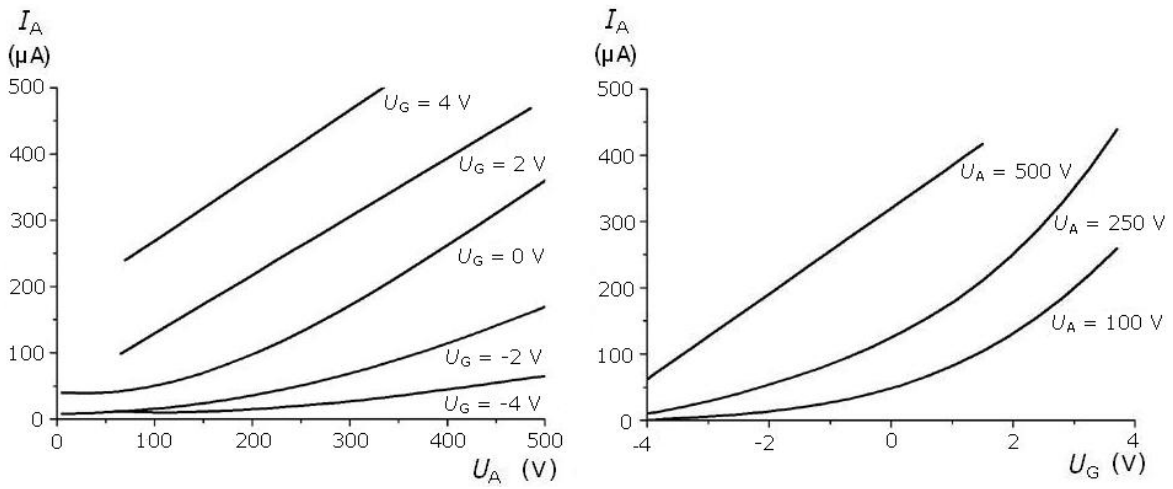 I_A
(µA)
500
400
300
200
100
0
0
100
200
300
400
500
U_A (V)
U_G = 4 V
U_G = 2 V
U_G = 0 V
U_G = -2 V
U_G = -4 V
I_A
(µA)
500
400
300
200
100
0
-4
-2
0
2
4
U_G (V)
U_A = 500 V
U_A = 250 V
U_A = 100 V